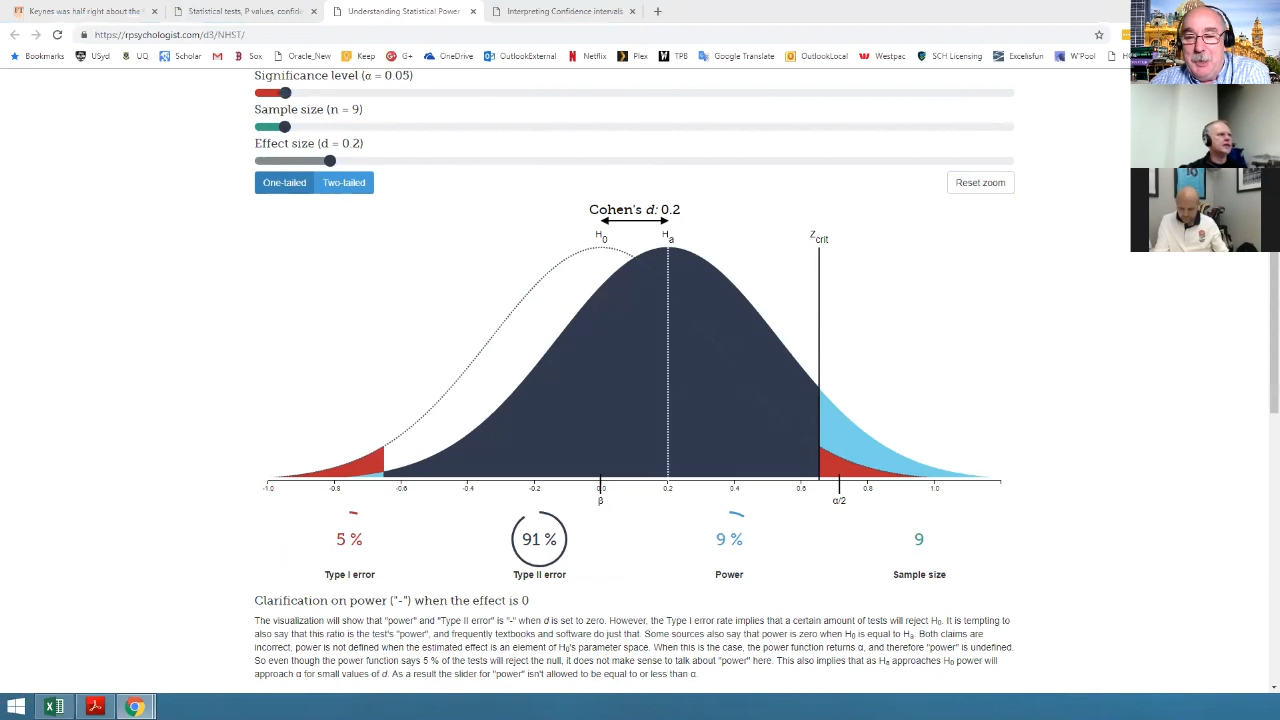 Keynes was half right about the
Statistical tests, P values, confide
Understanding Statistical Power
Interpreting Confidence intervals
https://rpsychologist.com/d3/NHST/
Bookmarks
USyd
UQ
Scholar
Si
Oracle_New
Keep
G+
C-T
OutlookExternal
Netflix
Plex
TPB
Google Translate
OutlookLocal
Westpac
SCH Licensing
Excelisfun
W'Pool
Significance level (α = 0.05)
Sample size (n = 9)
Effect size (d = 0.2)
One-tailed
Two-tailed
Reset zoom
Cohen's d: 0.2
H0
Ha
Zcrit
-1.0 -0.8 -0.6 -0.4 -0.2 0.0 0.2 0.4 0.6 0.8 1.0
β
α/2
5 %
91 %
9 %
9
Type I error
Type II error
Power
Sample size
Clarification on power ("-") when the effect is 0
The visualization will show that "power" and "Type II error" is "-" when d is set to zero. However, the Type I error rate implies that a certain amount of tests will reject H0. It is tempting to
also say that this ratio is the test's "power", and frequently textbooks and software do just that. Some sources also say that power is zero when H0 is equal to Ha. Both claims are
incorrect, power is not defined when the estimated effect is an element of H0's parameter space. When this is the case, the power function returns α, and therefore "power" is undefined.
So even though the power function says 5 % of the tests will reject the null, it does not make sense to talk about "power" here. This also implies that as Ha approaches H0 power will
approach α for small values of d. As a result the slider for "power" isn't allowed to be equal to or less than α.